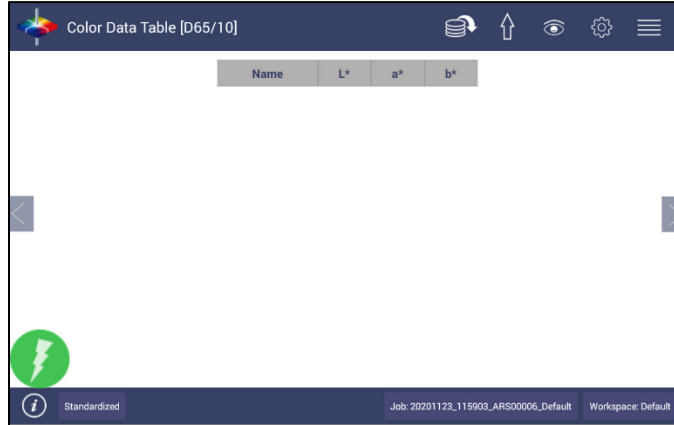 Color Data Table [D65/10]
Name L* a* b*
Standardized Job: 20201123_115903_ARS00006_Default Workspace: Default